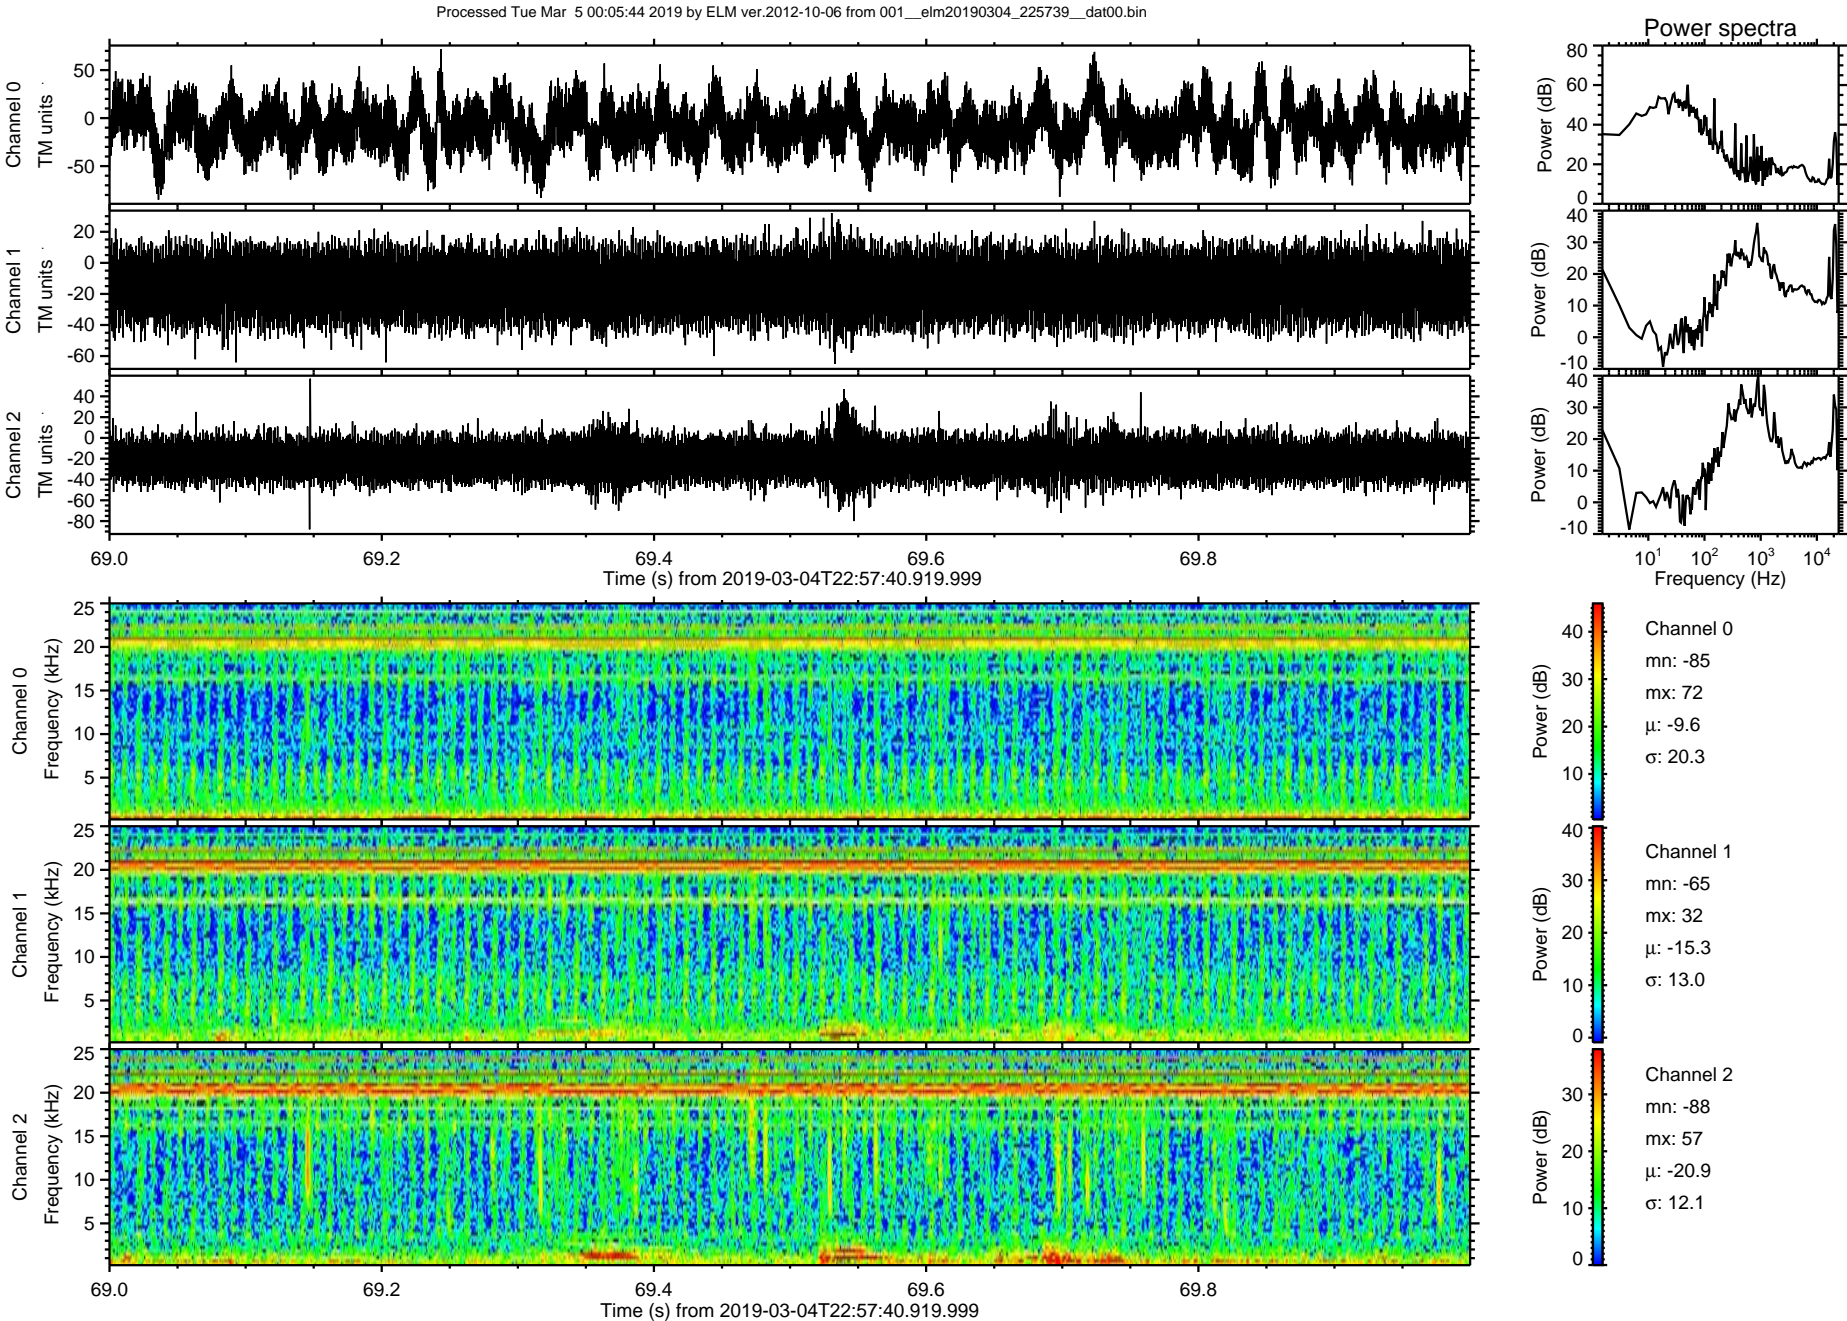 Processed Tue Mar  5 00:05:44 2019 by ELM ver.2012-10-06 from 001__elm20190304_225739__dat00.bin
Power spectra
Channel 0
TM units
50
0
-50
Power (dB)
80
60
40
20
0
Channel 1
TM units
20
0
-20
-40
-60
Power (dB)
40
30
20
10
0
-10
Channel 2
TM units
40
20
0
-20
-40
-60
-80
Power (dB)
40
30
20
10
0
-10
69.0 69.2 69.4 69.6 69.8
Time (s) from 2019-03-04T22:57:40.919.999
10¹ 10² 10³ 10⁴
Frequency (Hz)
Channel 0
Frequency (kHz)
25
20
15
10
5
Power (dB)
40
30
20
10
Channel 0
mn: -85
mx: 72
μ: -9.6
σ: 20.3
Channel 1
Frequency (kHz)
25
20
15
10
5
Power (dB)
40
30
20
10
0
Channel 1
mn: -65
mx: 32
μ: -15.3
σ: 13.0
Channel 2
Frequency (kHz)
25
20
15
10
5
Power (dB)
30
20
10
0
Channel 2
mn: -88
mx: 57
μ: -20.9
σ: 12.1
69.0 69.2 69.4 69.6 69.8
Time (s) from 2019-03-04T22:57:40.919.999